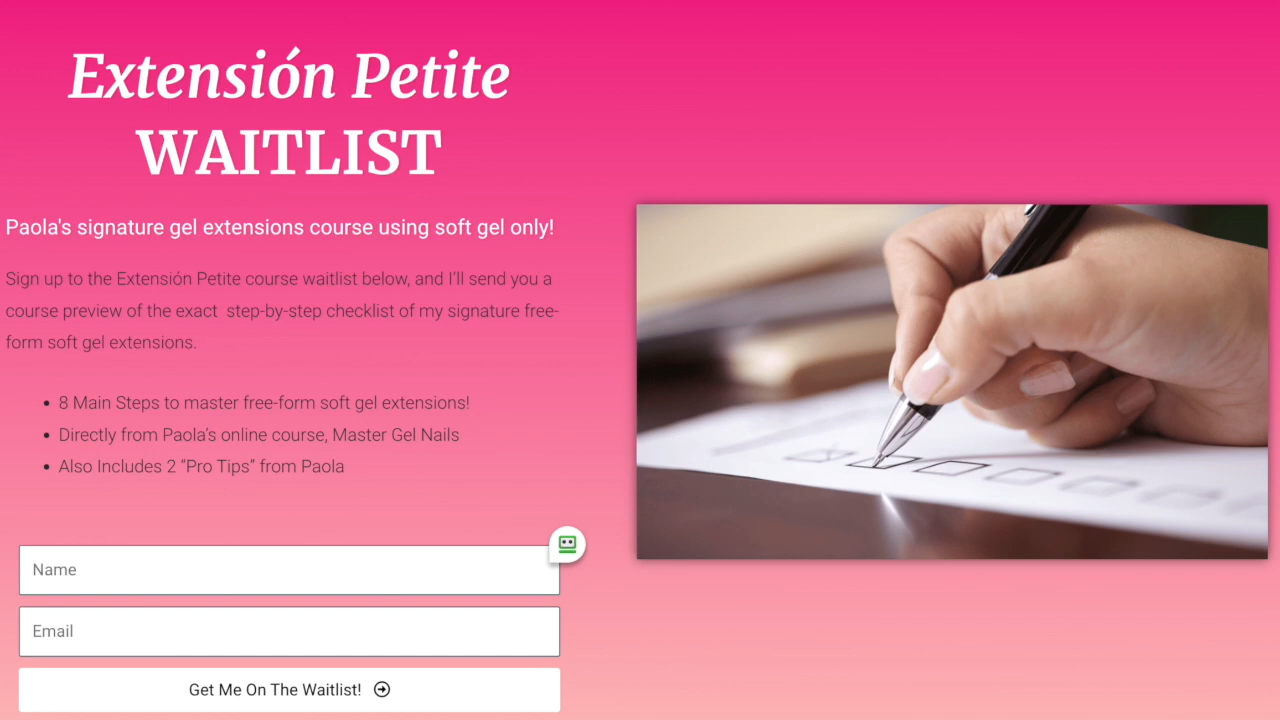 Extensión Petite
WAITLIST
Paola's signature gel extensions course using soft gel only!
Sign up to the Extensión Petite course waitlist below, and I’ll send you a
course preview of the exact  step-by-step checklist of my signature free-
form soft gel extensions.
• 8 Main Steps to master free-form soft gel extensions!
• Directly from Paola’s online course, Master Gel Nails
• Also Includes 2 “Pro Tips” from Paola
Name
Email
Get Me On The Waitlist!